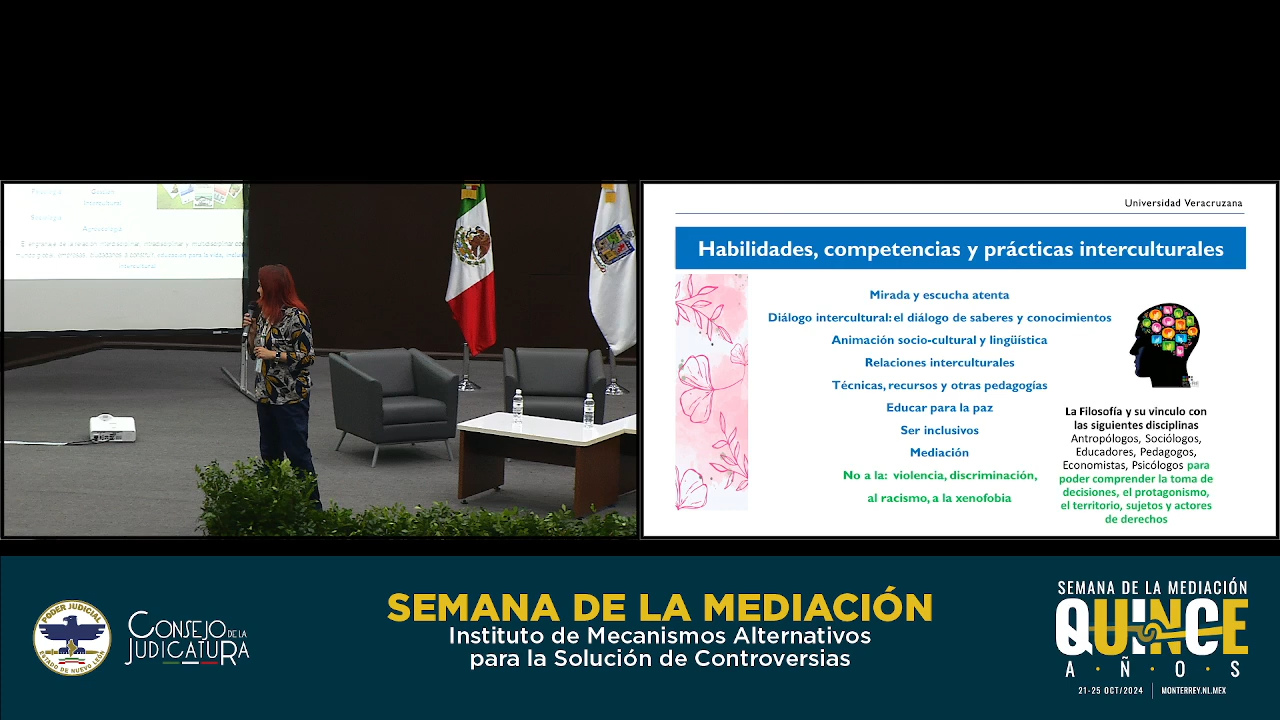 Universidad Veracruzana
Habilidades, competencias y prácticas interculturales
Mirada y escucha atenta
Diálogo intercultural: el diálogo de saberes y conocimientos
Animación socio-cultural y lingüística
Relaciones interculturales
Técnicas, recursos y otras pedagogías
Educar para la paz
Ser inclusivos
Mediación
No a la: violencia, discriminación,
al racismo, a la xenofobia
La Filosofía y su vinculo con
las siguientes disciplinas
Antropólogos, Sociólogos,
Educadores, Pedagogos,
Economistas, Psicólogos para
poder comprender la toma de
decisiones, el protagonismo,
el territorio, sujetos y actores
de derechos
PODER JUDICIAL
ESTADO DE NUEVO LEÓN
CONSEJO DE LA
JUDICATURA
SEMANA DE LA MEDIACIÓN
Instituto de Mecanismos Alternativos
para la Solución de Controversias
SEMANA DE LA MEDIACIÓN
QUINCE
AÑOS
21-25 OCT/2024 MONTERREY.NL.MEX